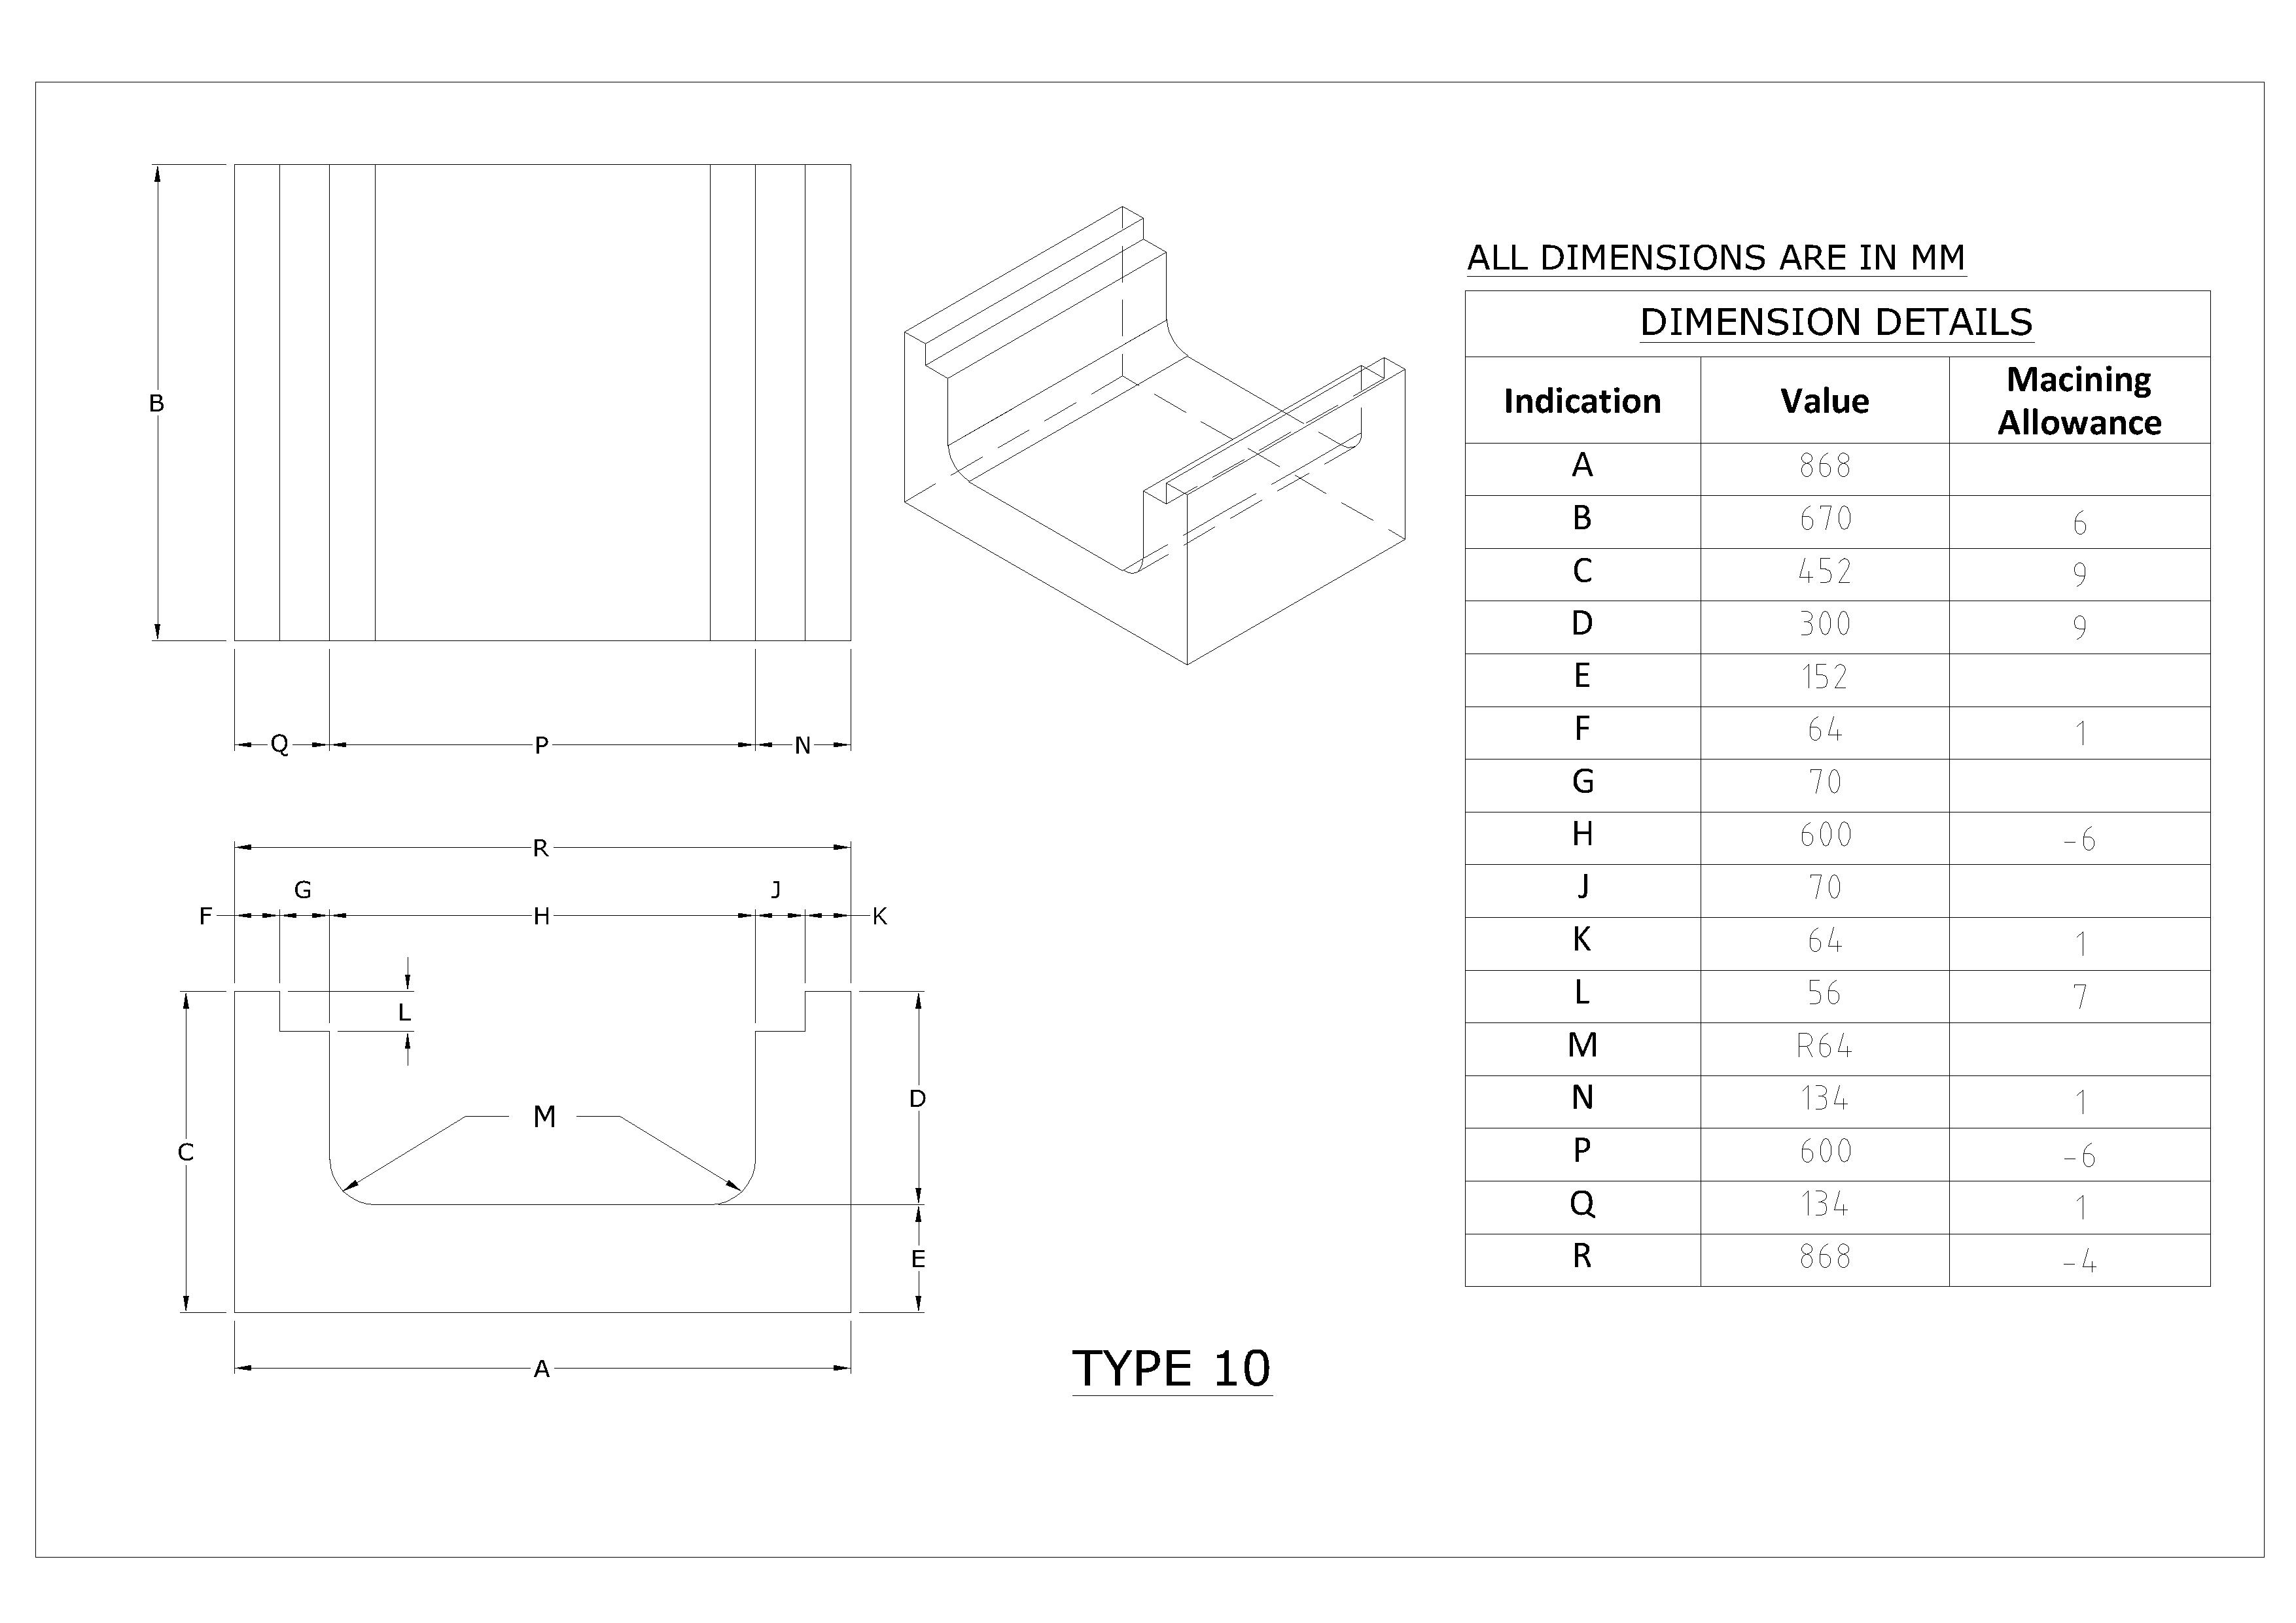 B
Q P N
R
G J
F H K
L
M
D
C
E
A
TYPE 10
ALL DIMENSIONS ARE IN MM
DIMENSION DETAILS
Indication Value Macining
Allowance
A 868
B 670 6
C 452 9
D 300 9
E 152
F 64 1
G 70
H 600 -6
J 70
K 64 1
L 56 7
M R64
N 134 1
P 600 -6
Q 134 1
R 868 -4